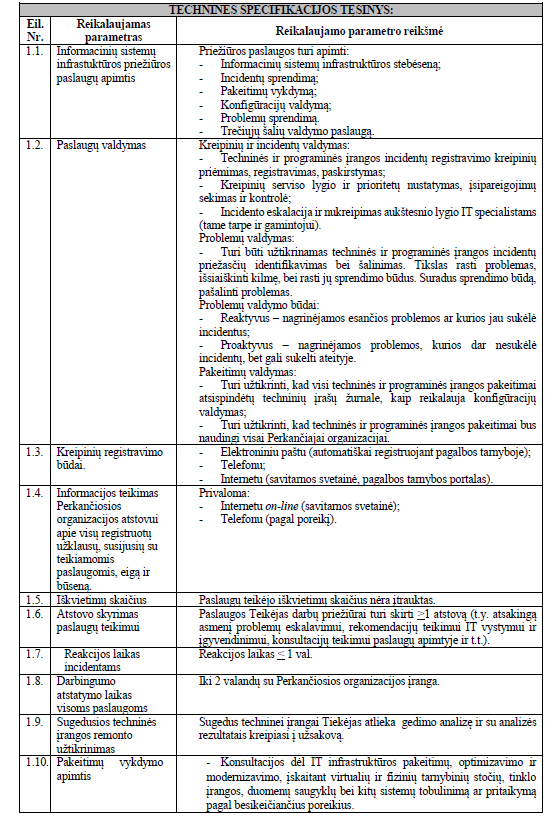 TECHNINĖS SPECIFIKACIJOS TĘSINYS:
Eil. Nr.
Reikalaujamas parametras
Reikalaujamo parametro reikšmė
1.1.
Informacinių sistemų
infrastuktūros priežiūros
paslaugų apimtis
Priežiūros paslaugos turi apimti:
- Informacinių sistemų infrastruktūros stebėseną;
- Incidentų sprendimą;
- Pakeitimų vykdymą;
- Konfigūracijų valdymą;
- Problemų sprendimą.
- Trečiųjų šalių valdymo paslaugą.
1.2.
Paslaugų valdymas
Kreipinių ir incidentų valdymas:
- Techninės ir programinės įrangos incidentų registravimo kreipinių
priėmimas, registravimas, paskirstymas;
- Kreipinių serviso lygio ir prioritetų nustatymas, įsipareigojimų
sekimas ir kontrolė;
- Incidento eskalacija ir nukreipimas aukštesnio lygio IT specialistams
(tame tarpe ir gamintojui).
Problemų valdymas:
- Turi būti užtikrinamas techninės ir programinės įrangos incidentų
priežasčių identifikavimas bei šalinimas. Tikslas rasti problemas,
išsiaiškinti kilmę, bei rasti jų sprendimo būdus. Suradus sprendimo būdą,
pašalinti problemas.
Problemų valdymo būdai:
- Reaktyvus – nagrinėjamos esančios problemos ar kurios jau sukėlė
incidentus;
- Proaktyvus – nagrinėjamos problemos, kurios dar nesukėlė
incidentų, bet gali sukelti ateityje.
Pakeitimų valdymas:
- Turi užtikrinti, kad visi techninės ir programinės įrangos pakeitimai
atsispindėtų techninių įrašų žurnale, kaip reikalauja konfigūracijų
valdymas;
- Turi užtikrinti, kad techninės ir programinės įrangos pakeitimai bus
naudingi visai Perkančiajai organizacijai.
1.3.
Kreipinių registravimo
būdai.
- Elektroniniu paštu (automatiškai registruojant pagalbos tarnyboje);
- Telefonu;
- Internetu (savitarnos svetainė, pagalbos tarnybos portalas).
1.4.
Informacijos teikimas
Perkančiosios
organizacijos atstovui
apie visų registruotų
užklausų, susijusių su
teikiamomis
paslaugomis, eigą ir
būseną.
Privaloma:
- Internetu on-line (savitarnos svetainė);
- Telefonu (pagal poreikį).
1.5.
Iškvietimų skaičius
Paslaugų teikėjo iškvietimų skaičius nėra įtrauktas.
1.6.
Atstovo skyrimas
paslaugų teikimui
Paslaugos Teikėjas darbų priežiūrai turi skirti ≥1 atstovą (t.y. atsakingą
asmenį problemų eskalavimui, rekomendacijų teikimui IT vystymui ir
įgyvendinimui, konsultacijų teikimui paslaugų apimtyje ir t.t.).
1.7.
Reakcijos laikas
incidentams
Reakcijos laikas ≤ 1 val.
1.8.
Darbingumo
atstatymo laikas
visoms paslaugoms
Iki 2 valandų su Perkančiosios organizacijos įranga.
1.9.
Sugedusios techninės
įrangos remonto
užtikrinimas
Sugedus techninei įrangai Tiekėjas atlieka gedimo analizę ir su analizės
rezultatais kreipiasi į užsakovą.
1.10.
Pakeitimų vykdymo
apimtis
- Konsultacijos dėl IT infrastruktūros pakeitimų, optimizavimo ir
modernizavimo, įskaitant virtualių ir fizinių tarnybinių stočių, tinklo
įrangos, duomenų saugyklų bei kitų sistemų tobulinimą ar pritaikymą
pagal besikeičiančius poreikius.